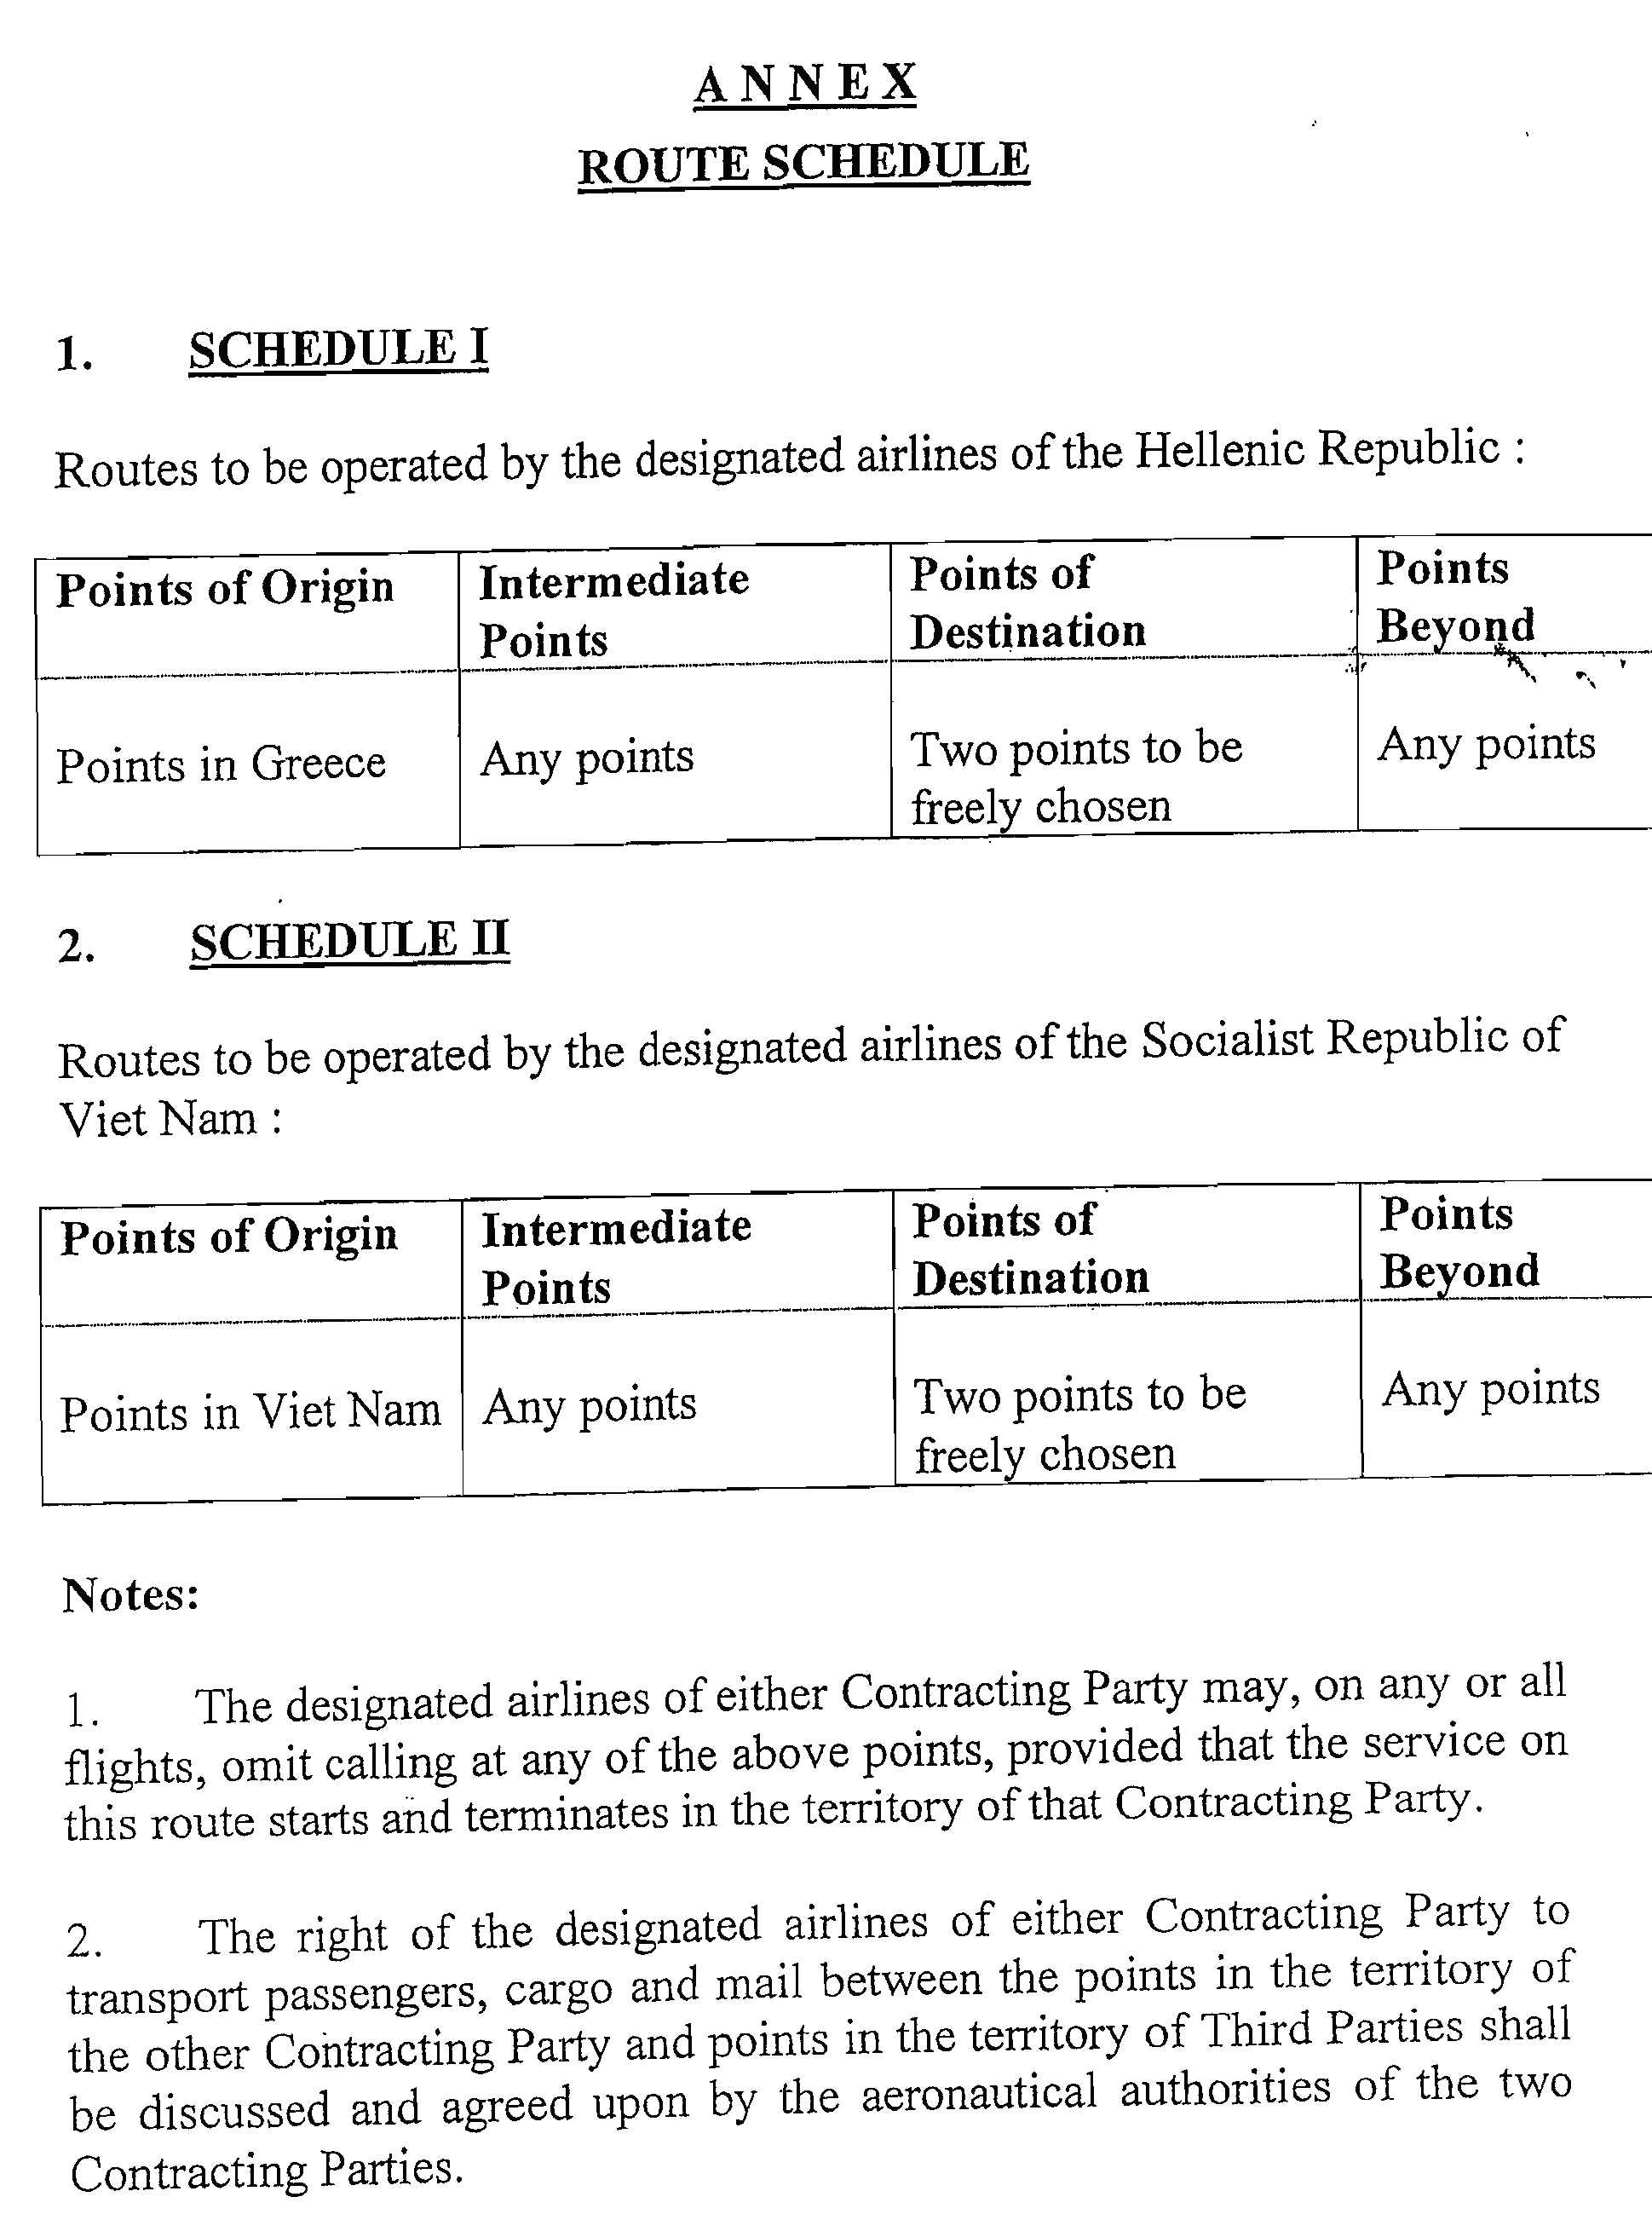 A N N E X
ROUTE SCHEDULE
1. SCHEDULE I
Routes to be operated by the designated airlines of the Hellenic Republic :
Points of Origin Intermediate Points of Points
Points Destination Beyond
Points in Greece Any points Two points to be Any points
freely chosen
2. SCHEDULE II
Routes to be operated by the designated airlines of the Socialist Republic of
Viet Nam :
Points of Origin Intermediate Points of Points
Points Destination Beyond
Points in Viet Nam Any points Two points to be Any points
freely chosen
Notes:
1. The designated airlines of either Contracting Party may, on any or all
flights, omit calling at any of the above points, provided that the service on
this route starts and terminates in the territory of that Contracting Party.
2. The right of the designated airlines of either Contracting Party to
transport passengers, cargo and mail between the points in the territory of
the other Contracting Party and points in the territory of Third Parties shall
be discussed and agreed upon by the aeronautical authorities of the two
Contracting Parties.